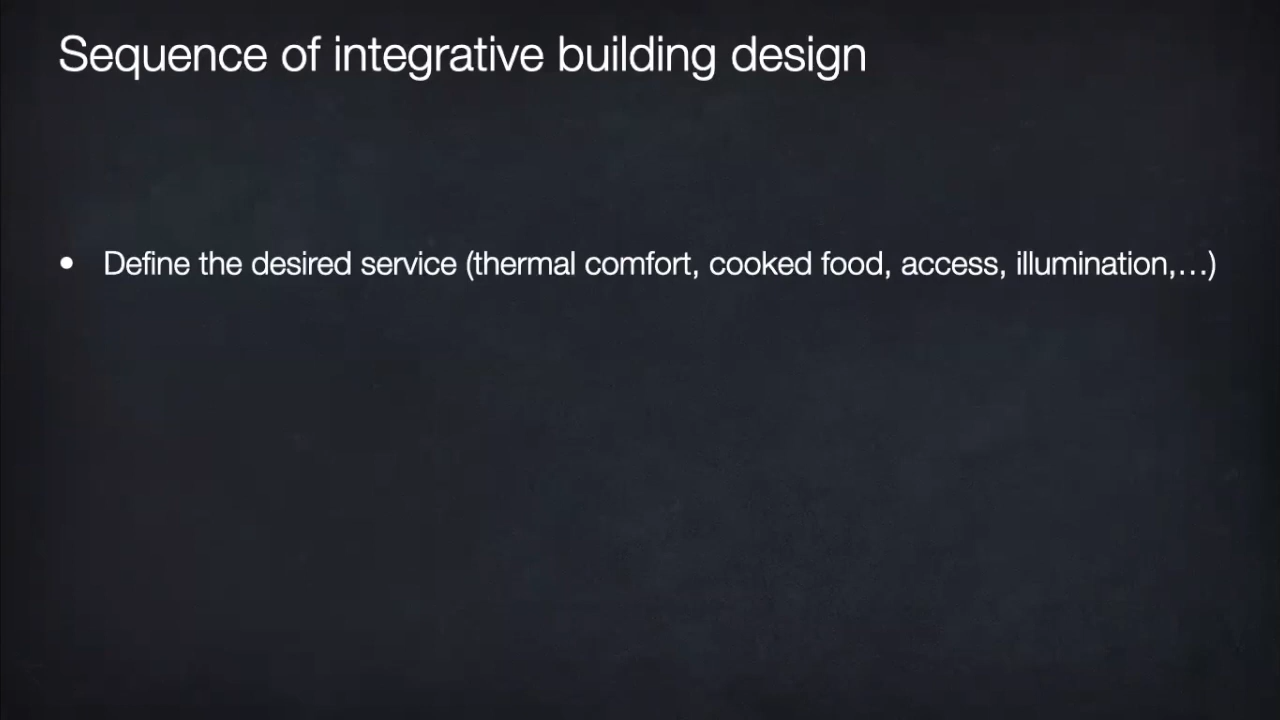 Sequence of integrative building design
• Define the desired service (thermal comfort, cooked food, access, illumination,…)